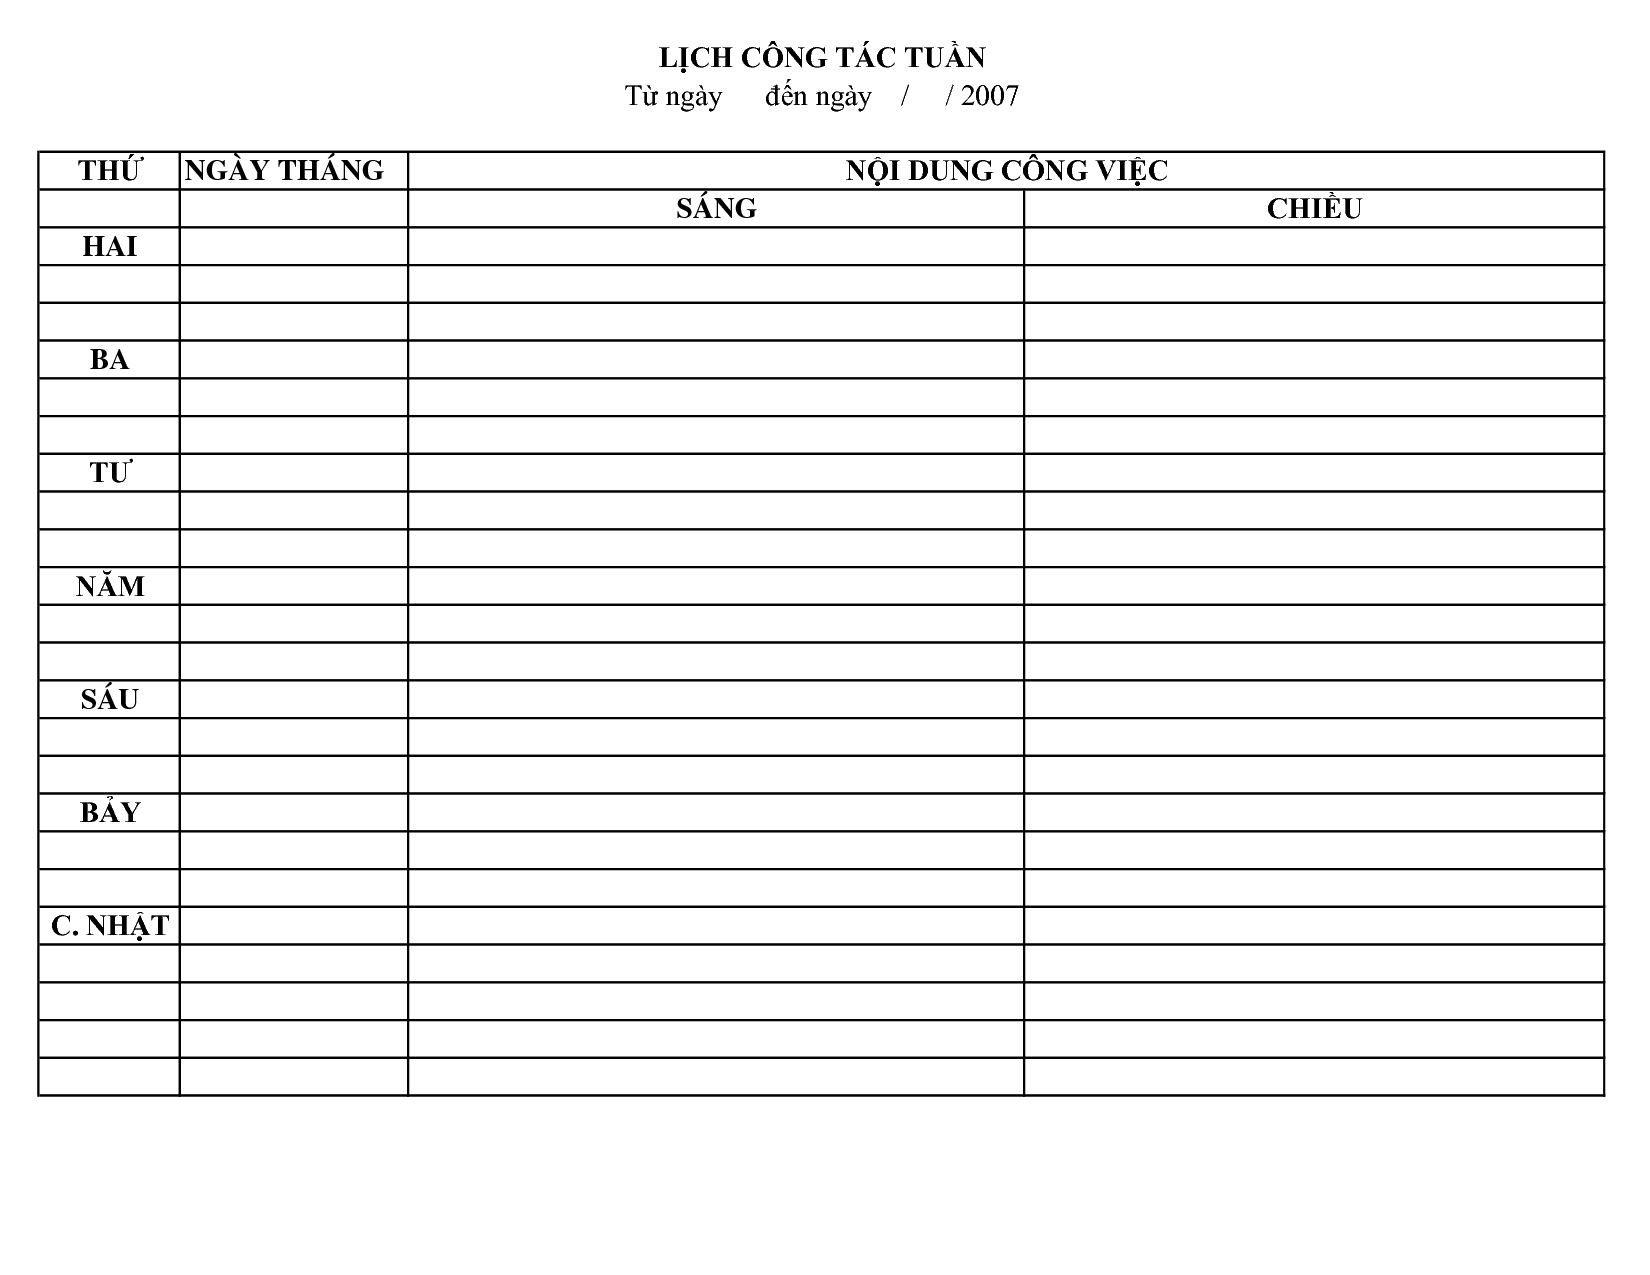 LỊCH CÔNG TÁC TUẦN
Từ ngày đến ngày / / 2007
THỨ NGÀY THÁNG NỘI DUNG CÔNG VIỆC
SÁNG CHIỀU
HAI
BA
TƯ
NĂM
SÁU
BẢY
C. NHẬT